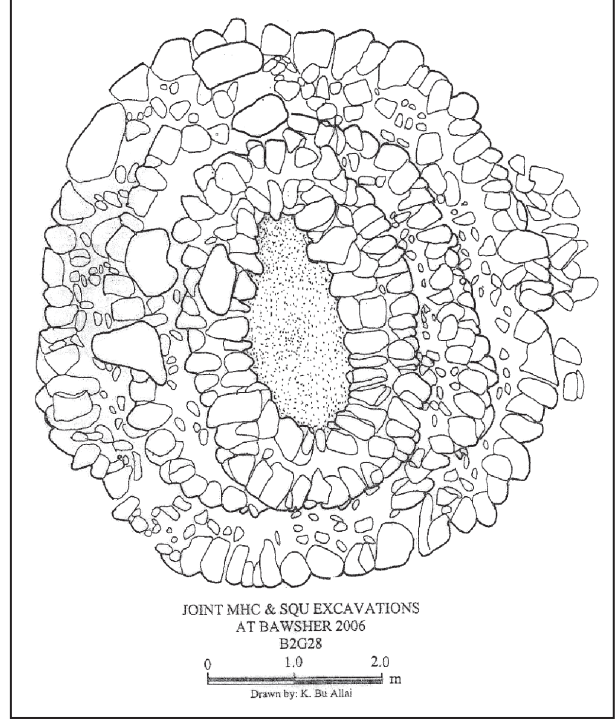 JOINT MHC & SQU EXCAVATIONS
AT BAWSHER 2006
B2G28
0 1.0 2.0 m
Drawn by: K. Bu Allai